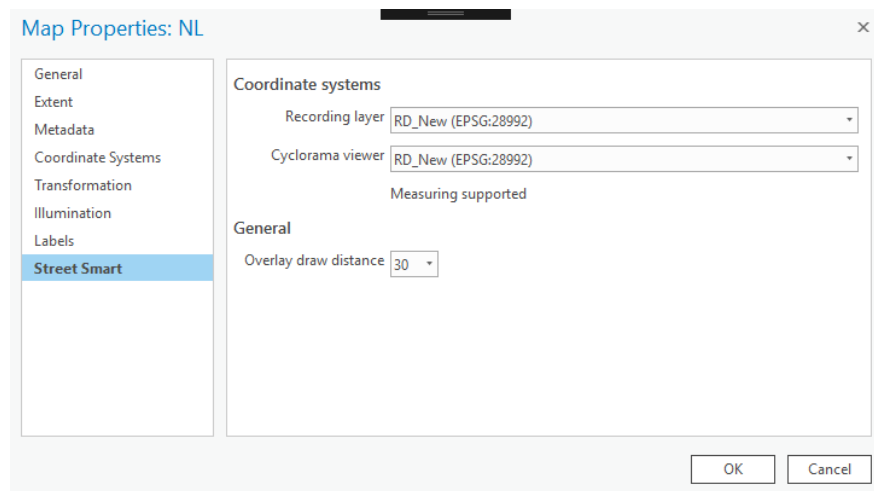 Map Properties: NL
General
Extent
Metadata
Coordinate Systems
Transformation
Illumination
Labels
Street Smart
Coordinate systems
Recording layer RD_New (EPSG:28992)
Cyclorama viewer RD_New (EPSG:28992)
Measuring supported
General
Overlay draw distance 30
OK Cancel